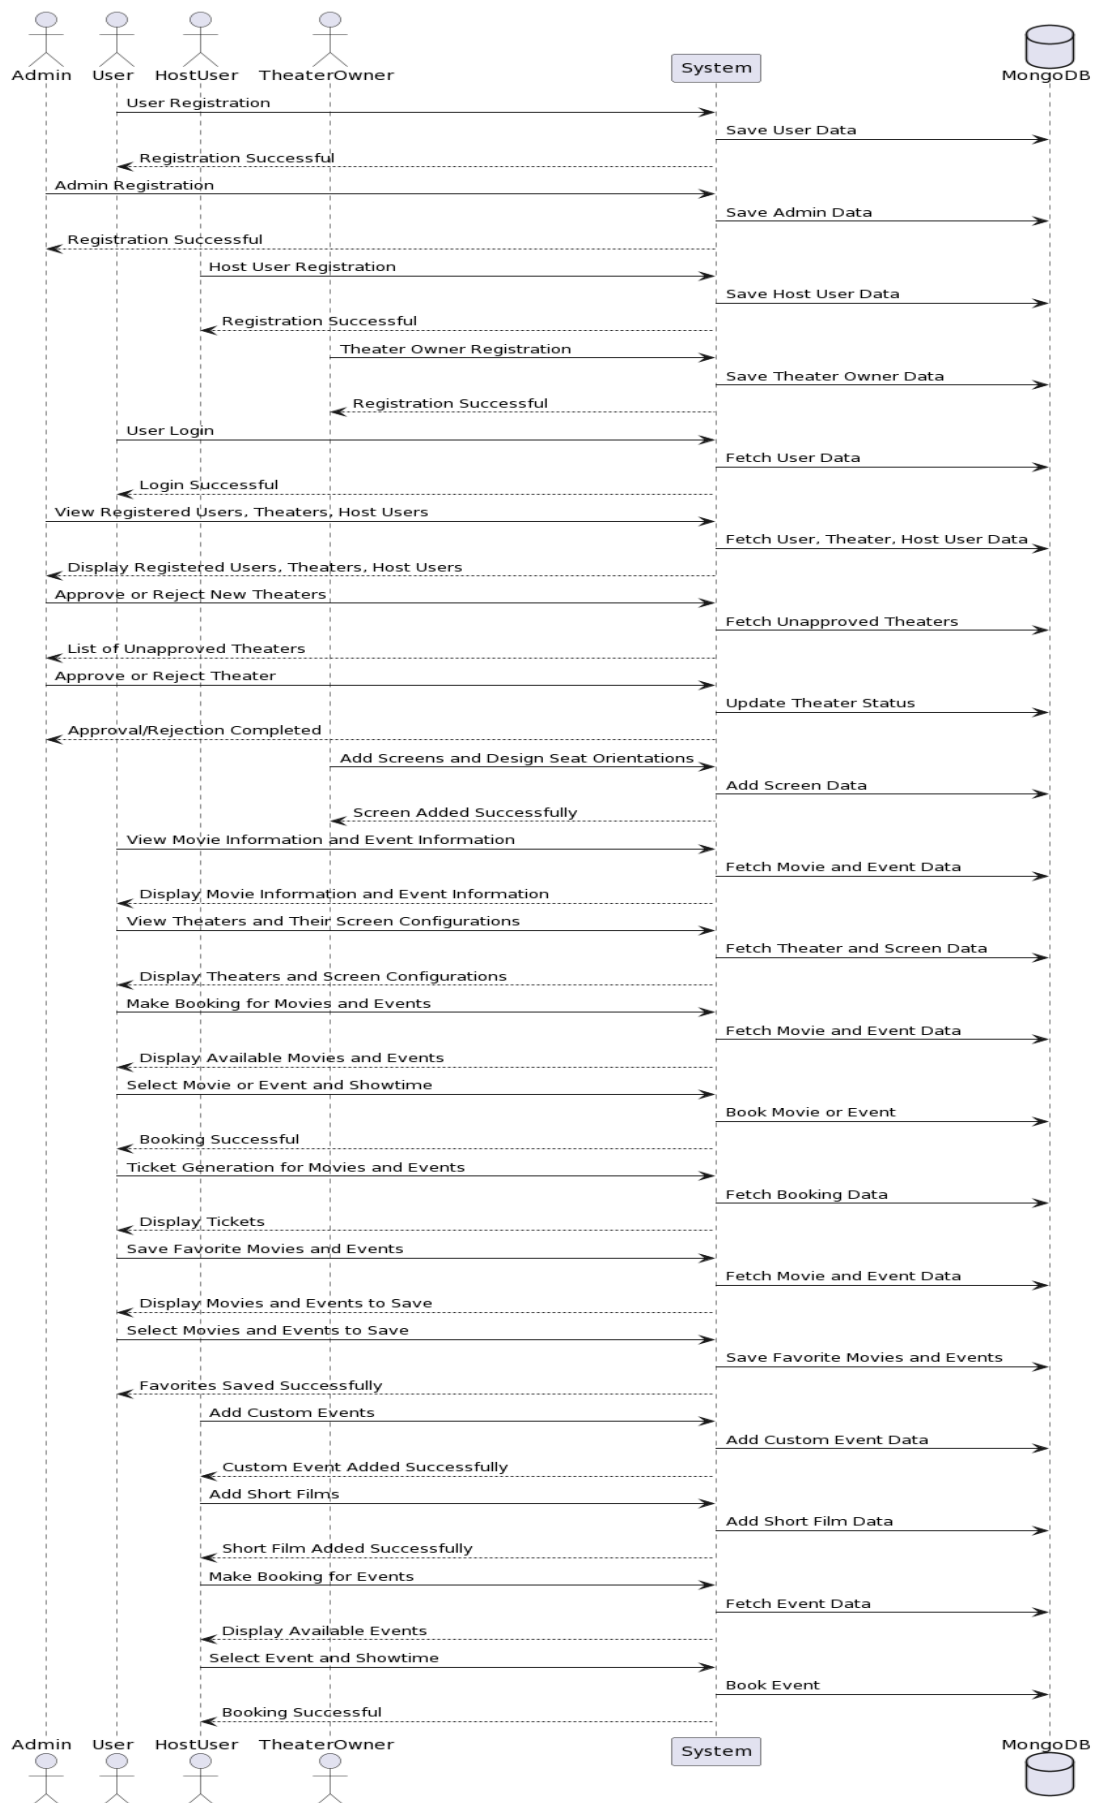 Admin User HostUser TheaterOwner System MongoDB
User Registration
Save User Data
Registration Successful
Admin Registration
Save Admin Data
Registration Successful
Host User Registration
Save Host User Data
Registration Successful
Theater Owner Registration
Save Theater Owner Data
Registration Successful
User Login
Fetch User Data
Login Successful
View Registered Users, Theaters, Host Users
Fetch User, Theater, Host User Data
Display Registered Users, Theaters, Host Users
Approve or Reject New Theaters
Fetch Unapproved Theaters
List of Unapproved Theaters
Approve or Reject Theater
Update Theater Status
Approval/Rejection Completed
Add Screens and Design Seat Orientations
Add Screen Data
Screen Added Successfully
View Movie Information and Event Information
Fetch Movie and Event Data
Display Movie Information and Event Information
View Theaters and Their Screen Configurations
Fetch Theater and Screen Data
Display Theaters and Screen Configurations
Make Booking for Movies and Events
Fetch Movie and Event Data
Display Available Movies and Events
Select Movie or Event and Showtime
Book Movie or Event
Booking Successful
Ticket Generation for Movies and Events
Fetch Booking Data
Display Tickets
Save Favorite Movies and Events
Fetch Movie and Event Data
Display Movies and Events to Save
Select Movies and Events to Save
Save Favorite Movies and Events
Favorites Saved Successfully
Add Custom Events
Add Custom Event Data
Custom Event Added Successfully
Add Short Films
Add Short Film Data
Short Film Added Successfully
Make Booking for Events
Fetch Event Data
Display Available Events
Select Event and Showtime
Book Event
Booking Successful
Admin User HostUser TheaterOwner System MongoDB